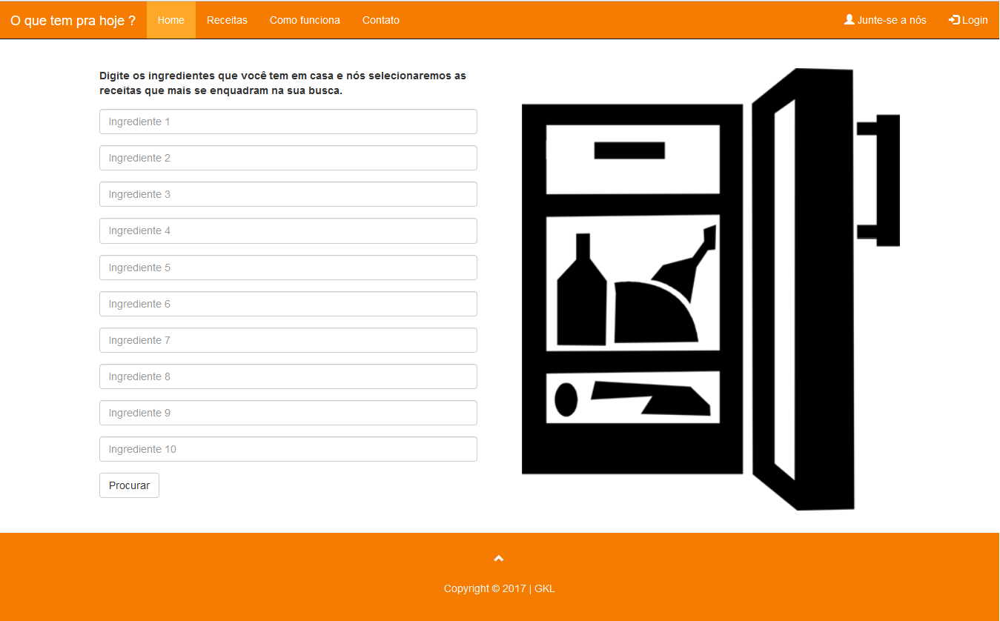 O que tem pra hoje ? Home Receitas Como funciona Contato Junte-se a nós Login
Digite os ingredientes que você tem em casa e nós selecionaremos as
receitas que mais se enquadram na sua busca.
Ingrediente 1
Ingrediente 2
Ingrediente 3
Ingrediente 4
Ingrediente 5
Ingrediente 6
Ingrediente 7
Ingrediente 8
Ingrediente 9
Ingrediente 10
Procurar
Copyright © 2017 | GKL